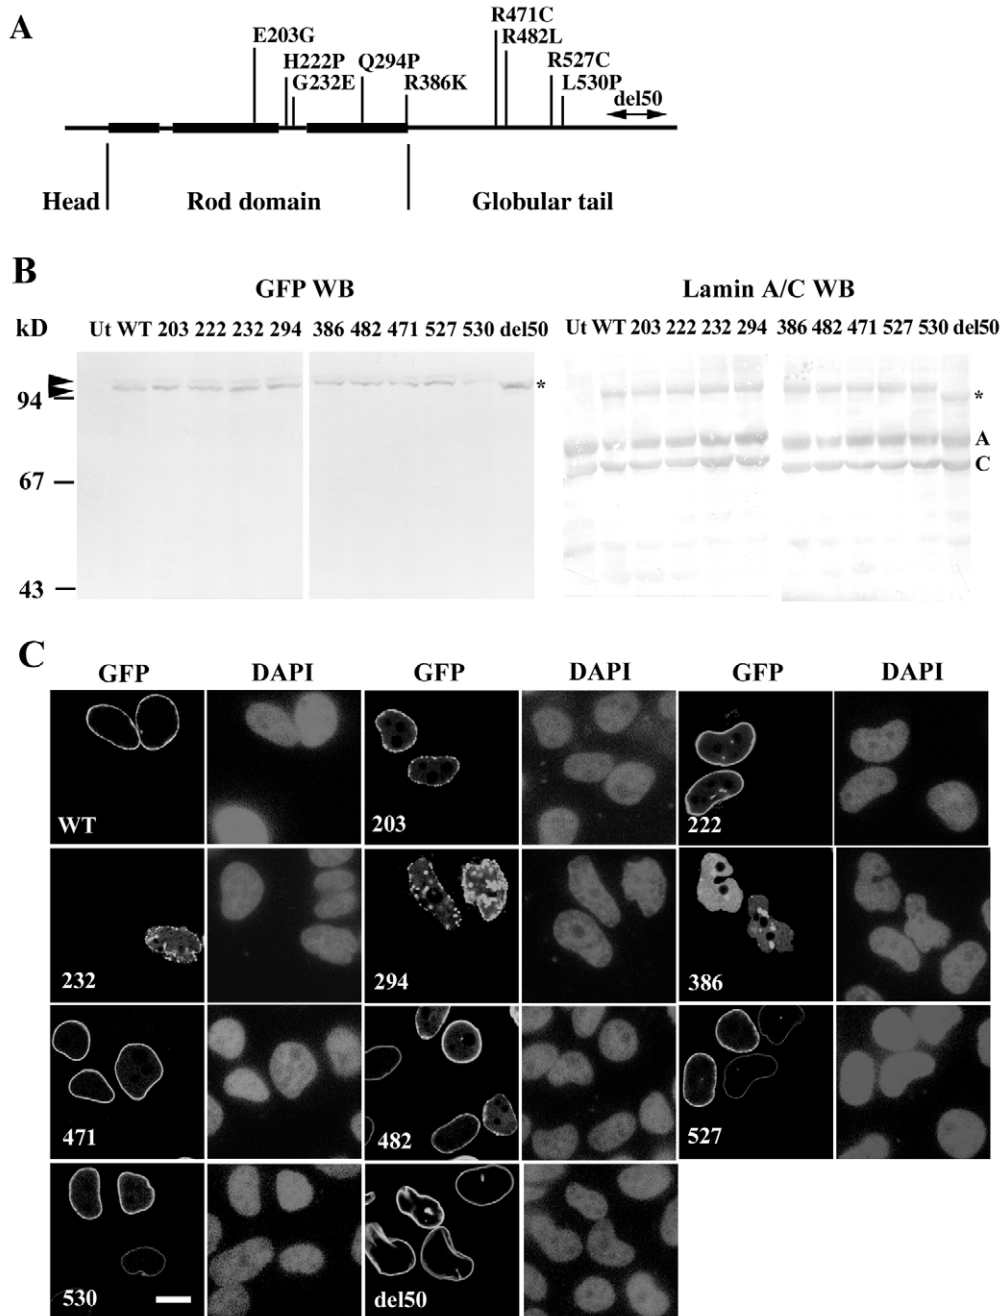 A
R471C
E203G
R482L
H222P
Q294P
R527C
G232E
R386K
L530P
del50
Head
Rod domain
Globular tail
B
GFP WB
Lamin A/C WB
kD
Ut WT 203 222 232 294 386 482 471 527 530 del50
Ut WT 203 222 232 294 386 482 471 527 530 del50
94
*
*
A
C
67
43
C
GFP DAPI GFP DAPI GFP DAPI
WT 203 222
232 294 386
471 482 527
530 del50